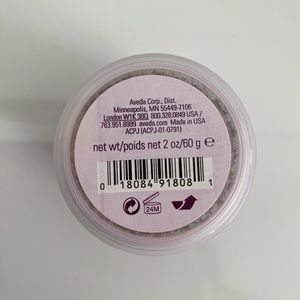 Aveda Corp., Dist.
Minneapolis, MN 55449-7106
London W1K 3BQ 800.328.0849 USA /
763.951.6999 aveda.com Made in USA
ACPJ (ACPJ-01-0791)
net wt/poids net 2 oz/60 g e
0 18084 91808 1
24M